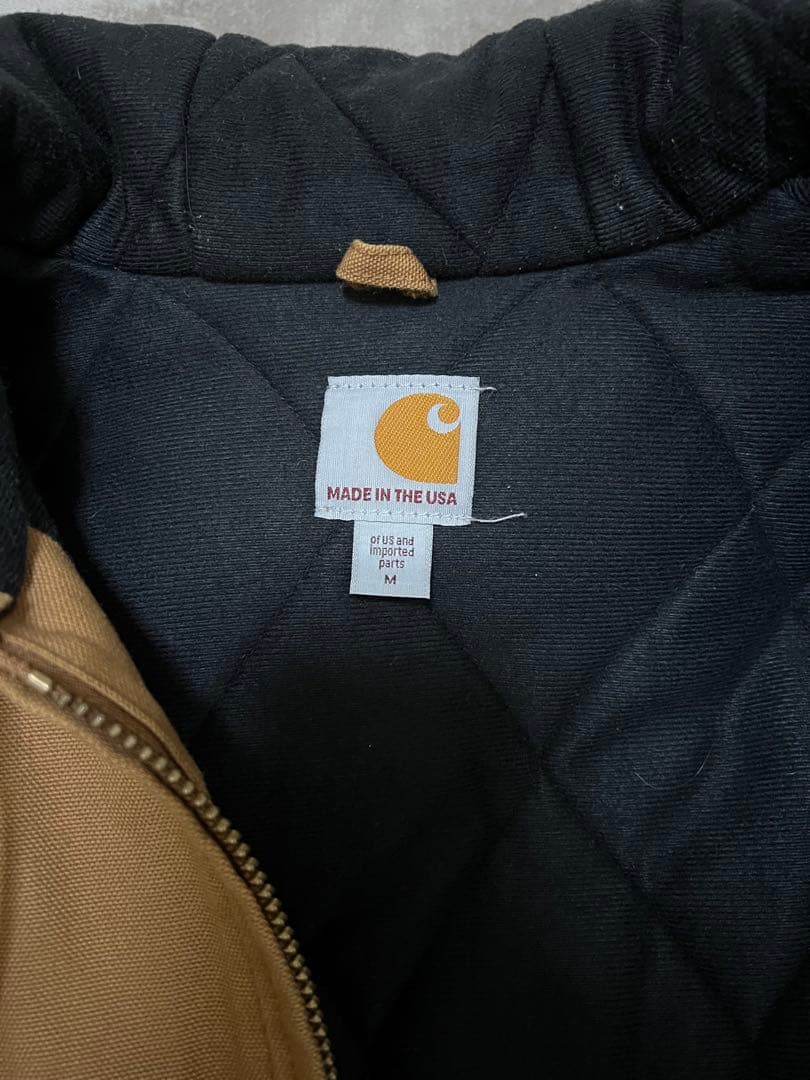 MADE IN THE USA
of US and
imported
parts
M